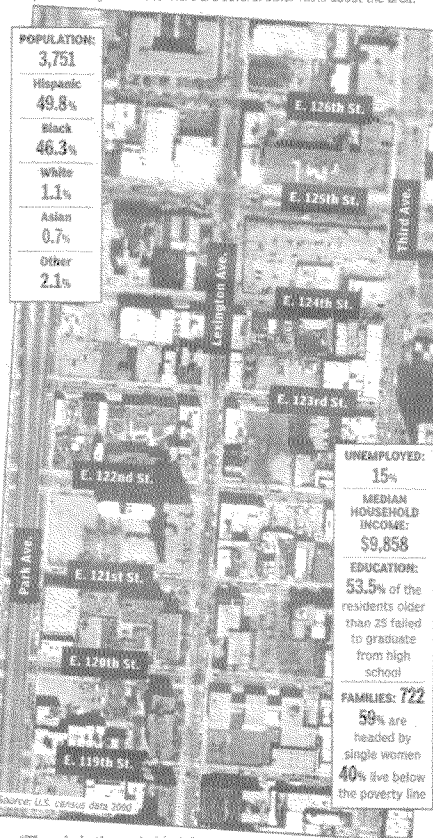 POPULATION:
3,751
Hispanic
49.8%
Black
46.3%
White
1.1%
Asian
0.7%
Other
2.1%
E. 126th St.
E. 125th St.
Third Ave.
Lexington Ave.
E. 124th St.
E. 123rd St.
E. 122nd St.
Park Ave.
E. 121st St.
E. 120th St.
E. 119th St.
UNEMPLOYED:
15%
MEDIAN
HOUSEHOLD
INCOME:
$9,858
EDUCATION:
53.5% of the
residents older
than 25 failed
to graduate
from high
school
FAMILIES: 722
59% are
headed by
single women
40% live below
the poverty line
Source: U.S. census data 2000